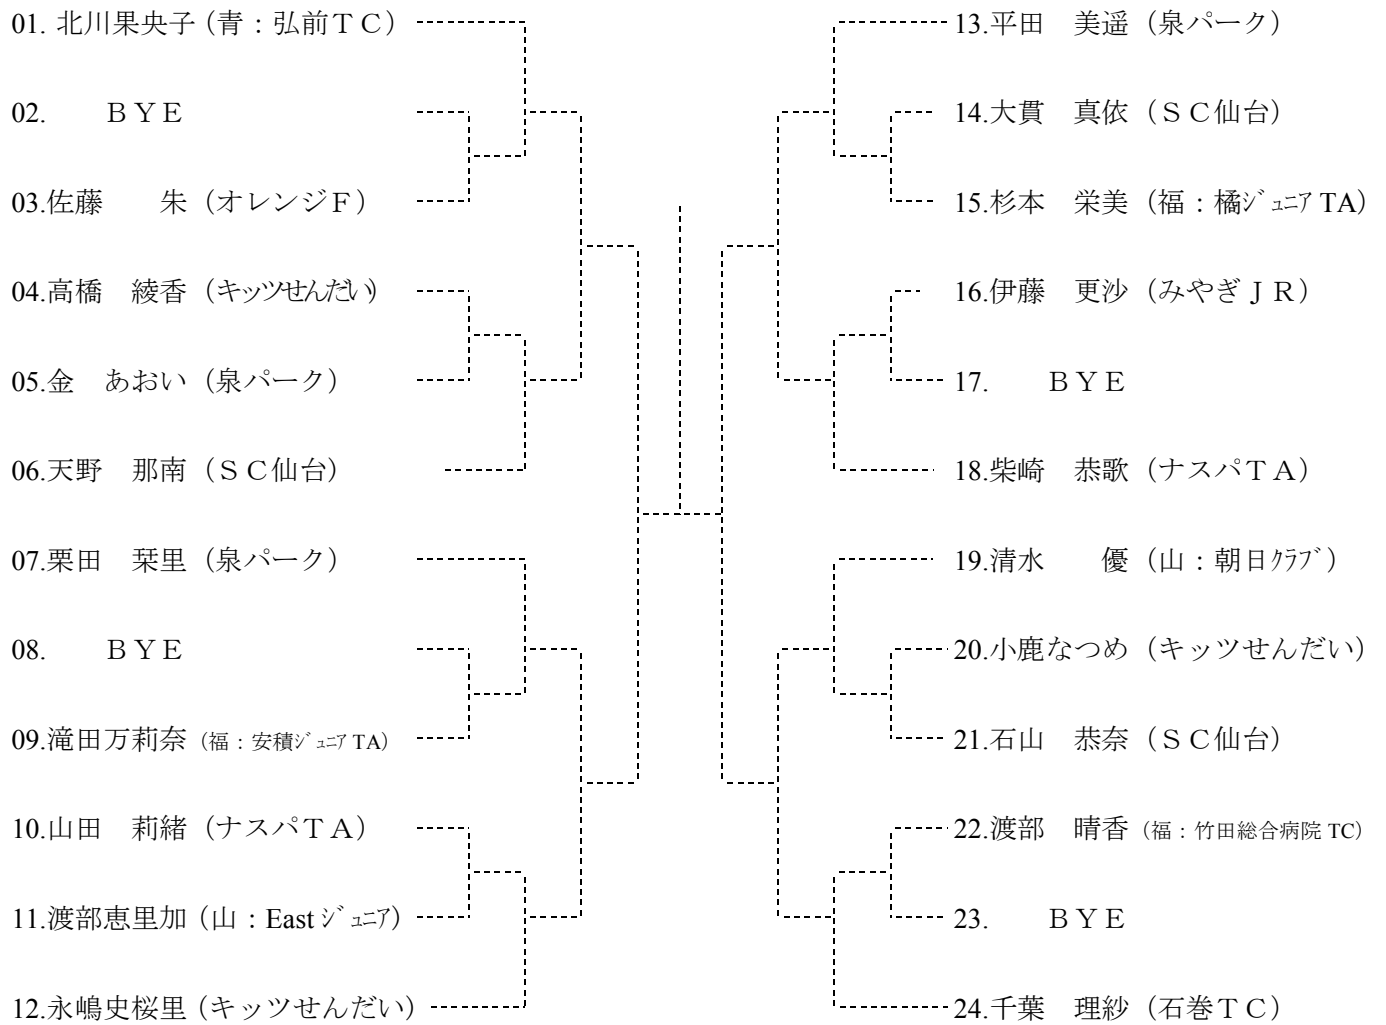 01. 北川果央子（青：弘前ＴＣ）
02.　　ＢＹＥ
03.佐藤　　朱（オレンジＦ）
04.高橋　綾香（キッツせんだい）
05.金　あおい（泉パーク）
06.天野　那南（ＳＣ仙台）
07.栗田　栞里（泉パーク）
08.　　ＢＹＥ
09.滝田万莉奈（福：安積ｼﾞｭﾆｱ TA）
10.山田　莉緒（ナスパＴＡ）
11.渡部恵里加（山：East ｼﾞｭﾆｱ）
12.永嶋史桜里（キッツせんだい）
13.平田　美遥（泉パーク）
14.大貫　真依（ＳＣ仙台）
15.杉本　栄美（福：橘ｼﾞｭﾆｱ TA）
16.伊藤　更沙（みやぎＪＲ）
17.　　ＢＹＥ
18.柴崎　恭歌（ナスパＴＡ）
19.清水　　優（山：朝日ｸﾗﾌﾞ）
20.小鹿なつめ（キッツせんだい）
21.石山　恭奈（ＳＣ仙台）
22.渡部　晴香（福：竹田総合病院 TC）
23.　　ＢＹＥ
24.千葉　理紗（石巻ＴＣ）